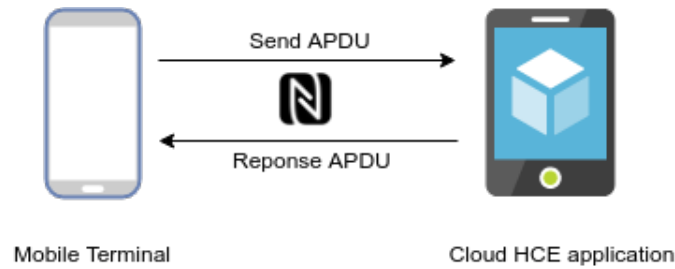 Send APDU
Reponse APDU
Mobile Terminal
Cloud HCE application